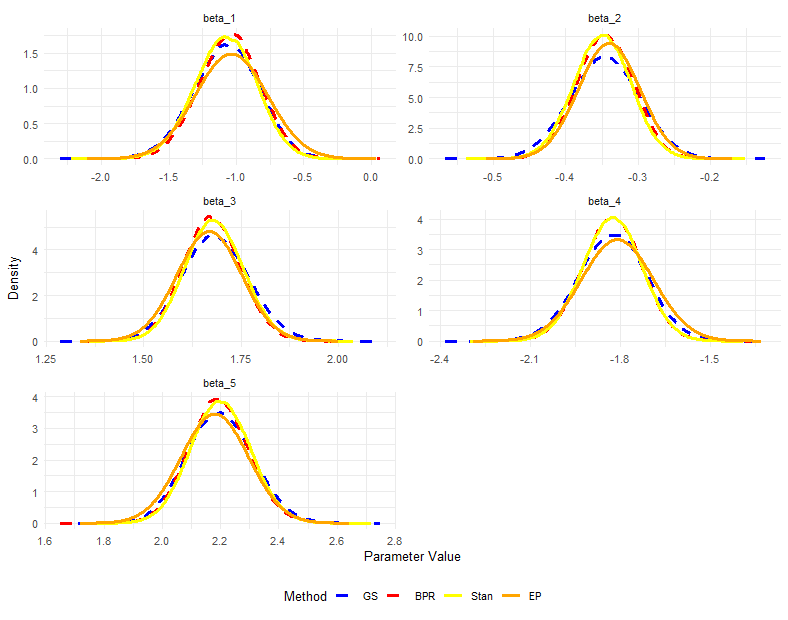 beta_1
beta_2
1.5
1.0
0.5
0.0
-2.0 -1.5 -1.0 -0.5 0.0
10.0
7.5
5.0
2.5
0.0
-0.5 -0.4 -0.3 -0.2
beta_3
beta_4
4
2
0
1.25 1.50 1.75 2.00
4
3
2
1
0
-2.4 -2.1 -1.8 -1.5
Density
beta_5
4
3
2
1
0
1.6 1.8 2.0 2.2 2.4 2.6 2.8
Parameter Value
Method GS BPR Stan EP